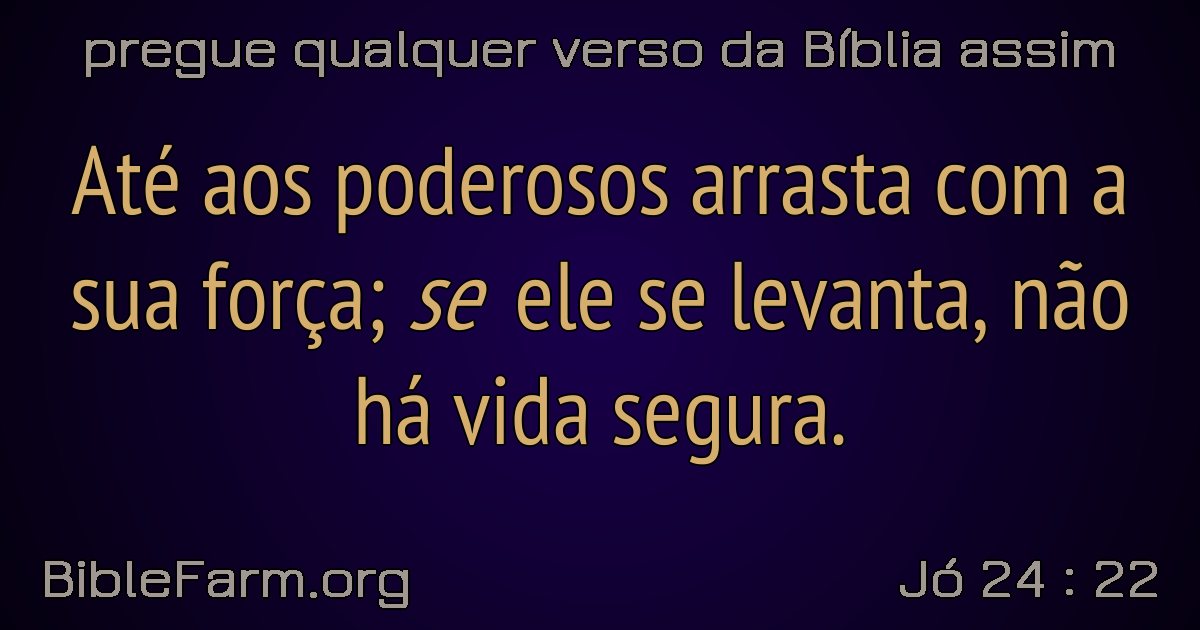 pregue qualquer verso da Bíblia assim
Até aos poderosos arrasta com a
sua força; se ele se levanta, não
há vida segura.
BibleFarm.org
Jó 24 : 22